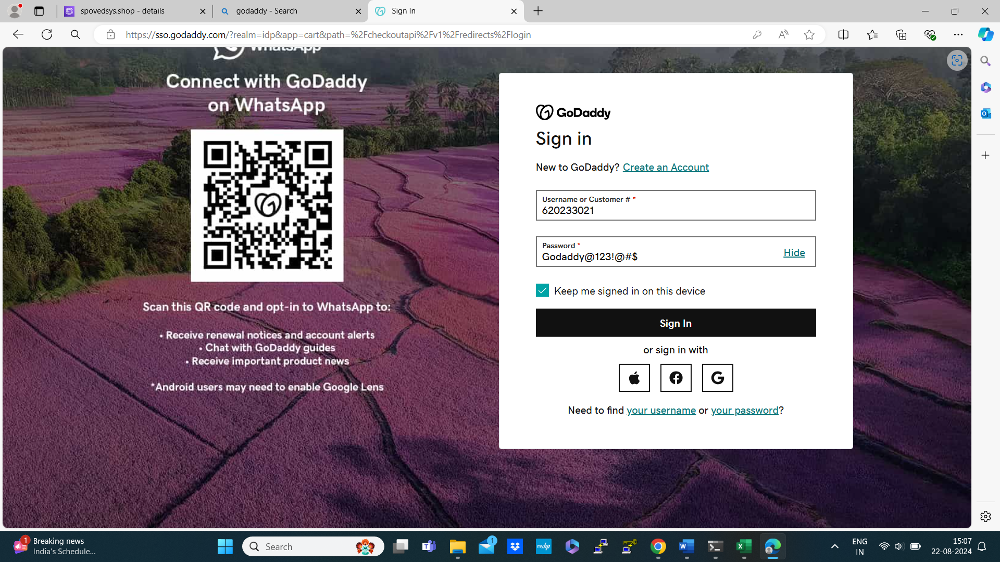 spovedsys.shop - details
godaddy - Search
Sign In
https://sso.godaddy.com/?realm=idp&app=cart&path=%2Fcheckoutapi%2Fv1%2Fredirects%2Flogin
WhatsApp
Connect with GoDaddy
on WhatsApp
Scan this QR code and opt-in to WhatsApp to:
• Receive renewal notices and account alerts
• Chat with GoDaddy guides
• Receive important product news
*Android users may need to enable Google Lens
GoDaddy
Sign in
New to GoDaddy? Create an Account
Username or Customer # *
620233021
Password *
Godaddy@123!@#$
Hide
Keep me signed in on this device
Sign In
or sign in with
Need to find your username or your password?
1
Breaking news
India's Schedule...
Search
1
myhp
ENG
IN
15:07
22-08-2024